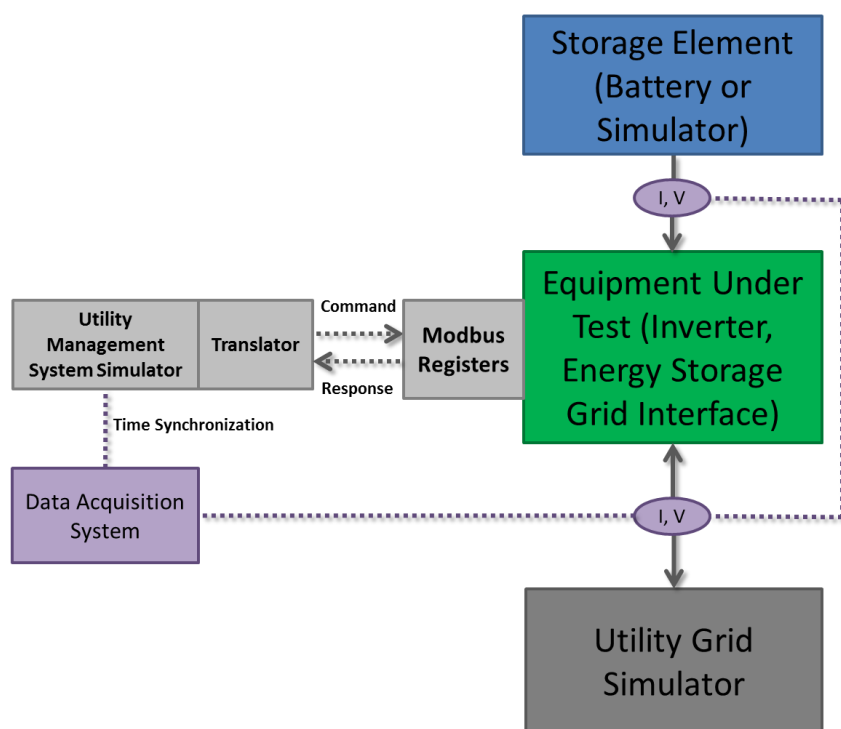 Storage Element
(Battery or
Simulator)
I, V
Equipment Under
Test (Inverter,
Energy Storage
Grid Interface)
Utility
Management
System Simulator
Translator
Command
Response
Modbus
Registers
Time Synchronization
Data Acquisition
System
I, V
Utility Grid
Simulator